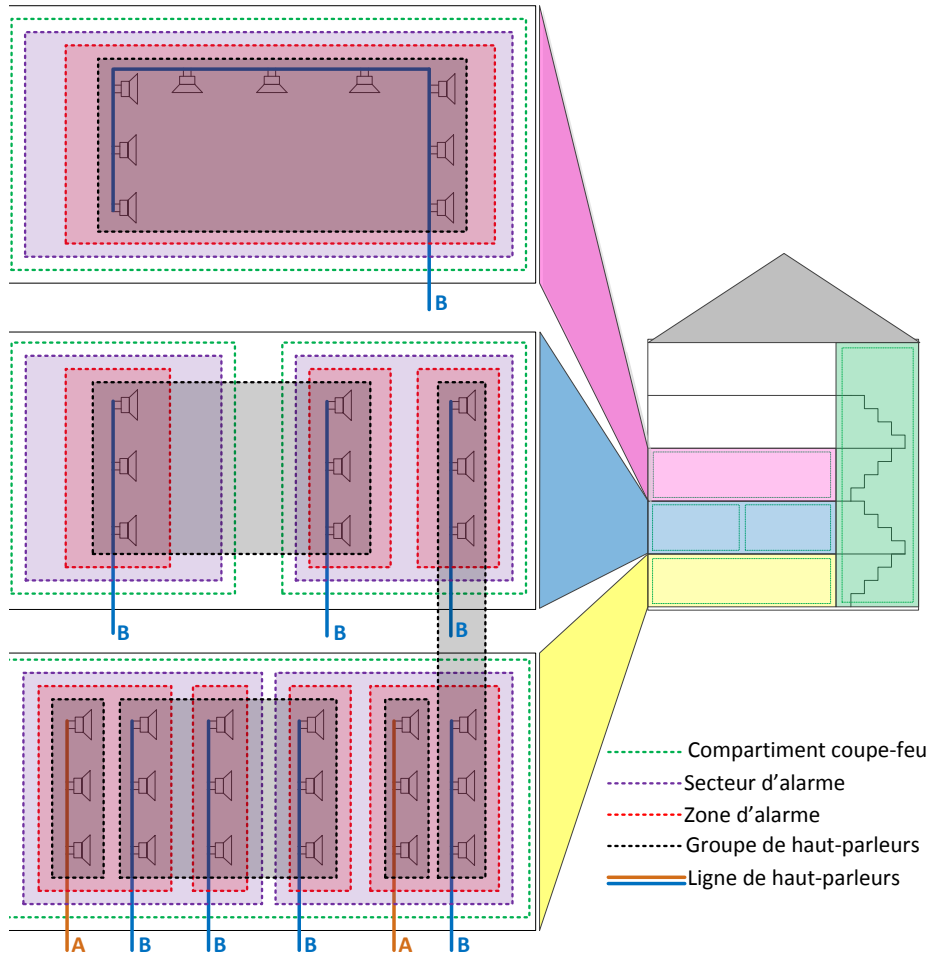 B
B
B
B
Compartiment coupe-feu
Secteur d'alarme
Zone d'alarme
Groupe de haut-parleurs
Ligne de haut-parleurs
A
B
B
B
A
B